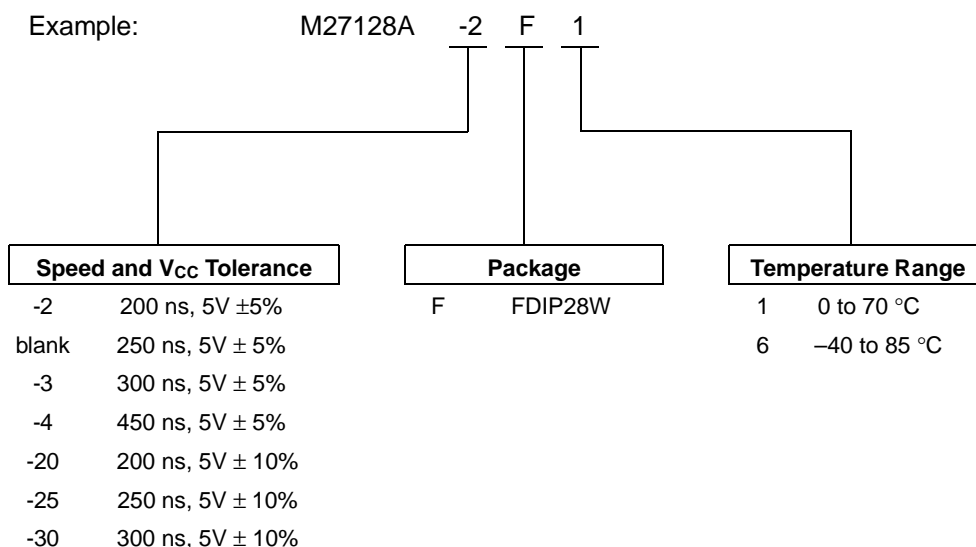 Example: M27128A -2 F 1
Speed and VCC Tolerance
-2 200 ns, 5V ±5%
blank 250 ns, 5V ± 5%
-3 300 ns, 5V ± 5%
-4 450 ns, 5V ± 5%
-20 200 ns, 5V ± 10%
-25 250 ns, 5V ± 10%
-30 300 ns, 5V ± 10%
Package
F FDIP28W
Temperature Range
1 0 to 70 °C
6 –40 to 85 °C